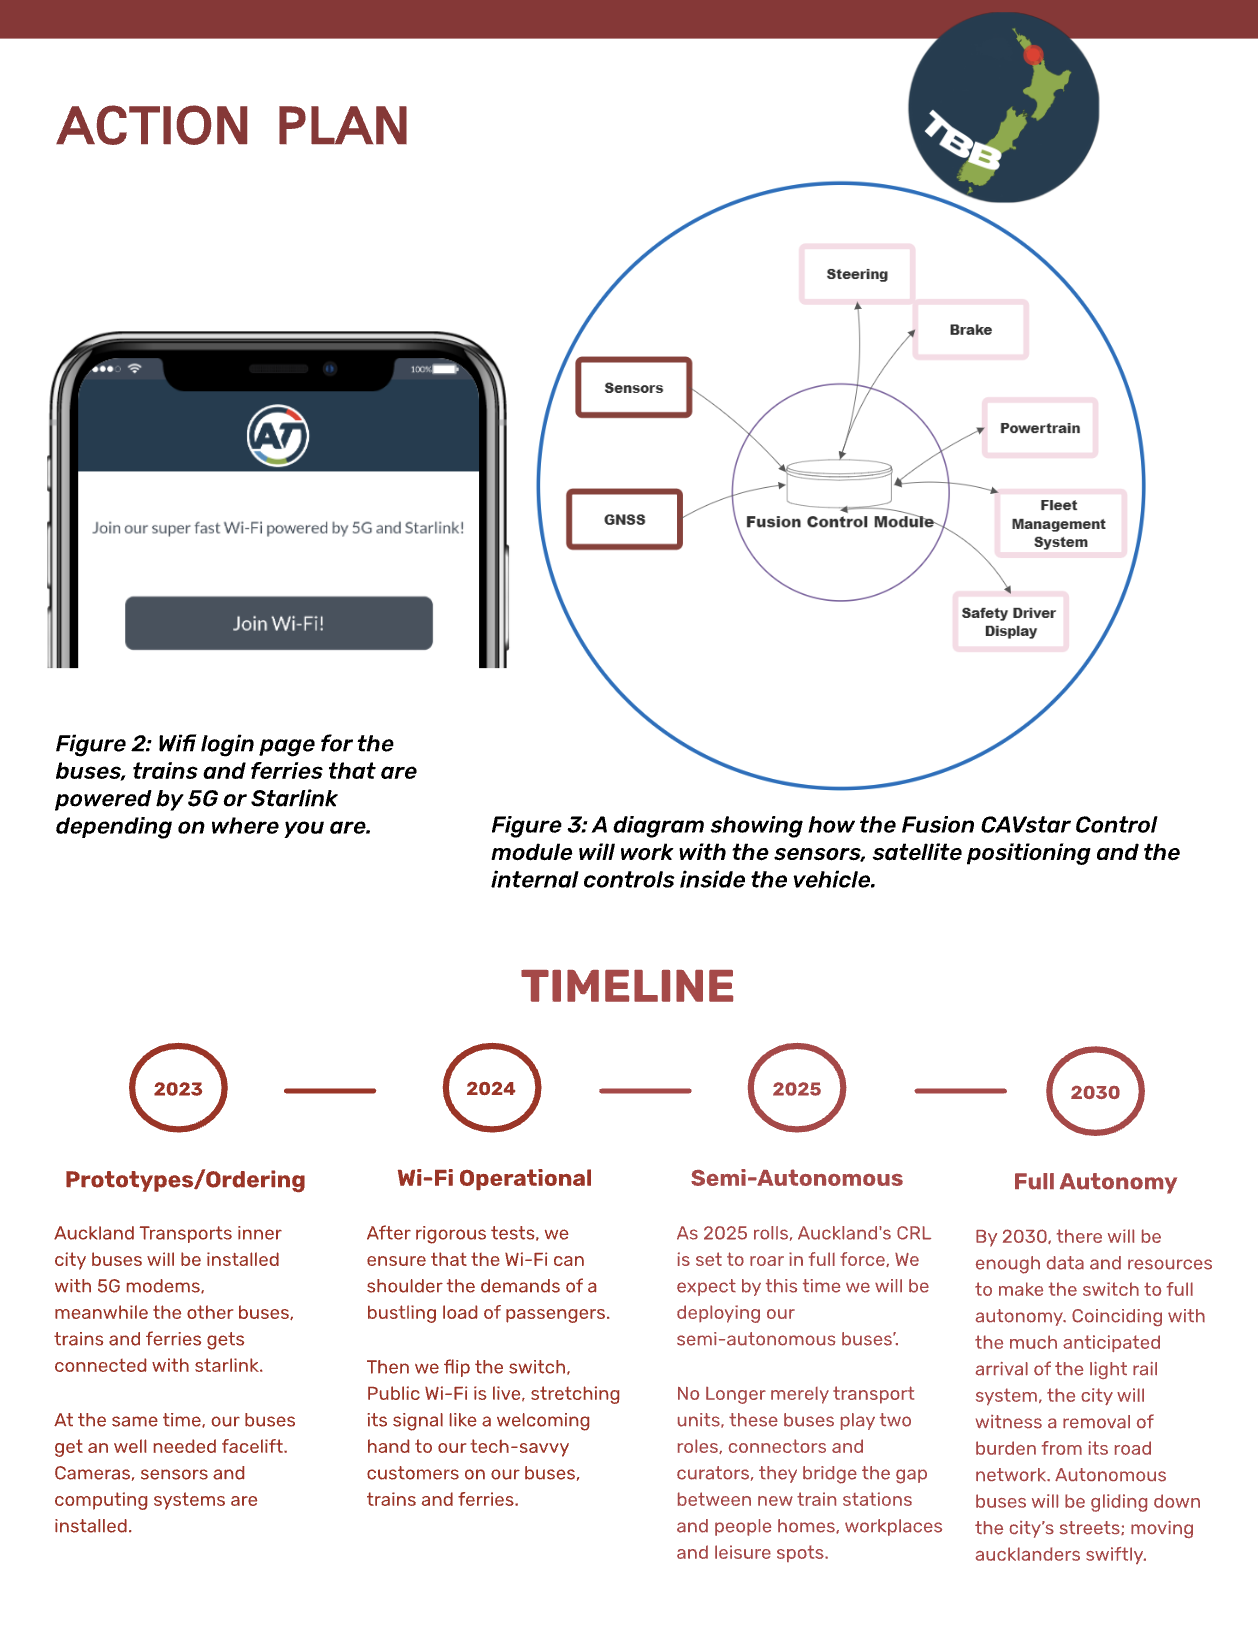 ACTION PLAN
TBB
100%
AT
Join our super fast Wi-Fi powered by 5G and Starlink!
Join Wi-Fi!
Steering
Brake
Sensors
Powertrain
GNSS
Fusion Control Module
Fleet
Management
System
Safety Driver
Display
Figure 2: Wifi login page for the
buses, trains and ferries that are
powered by 5G or Starlink
depending on where you are.
Figure 3: A diagram showing how the Fusion CAVstar Control
module will work with the sensors, satellite positioning and the
internal controls inside the vehicle.
TIMELINE
2023
2024
2025
2030
Prototypes/Ordering
Auckland Transports inner
city buses will be installed
with 5G modems,
meanwhile the other buses,
trains and ferries gets
connected with starlink.
At the same time, our buses
get an well needed facelift.
Cameras, sensors and
computing systems are
installed.
Wi-Fi Operational
After rigorous tests, we
ensure that the Wi-Fi can
shoulder the demands of a
bustling load of passengers.
Then we flip the switch,
Public Wi-Fi is live, stretching
its signal like a welcoming
hand to our tech-savvy
customers on our buses,
trains and ferries.
Semi-Autonomous
As 2025 rolls, Auckland's CRL
is set to roar in full force, We
expect by this time we will be
deploying our
semi-autonomous buses’.
No Longer merely transport
units, these buses play two
roles, connectors and
curators, they bridge the gap
between new train stations
and people homes, workplaces
and leisure spots.
Full Autonomy
By 2030, there will be
enough data and resources
to make the switch to full
autonomy. Coinciding with
the much anticipated
arrival of the light rail
system, the city will
witness a removal of
burden from its road
network. Autonomous
buses will be gliding down
the city’s streets; moving
aucklanders swiftly.